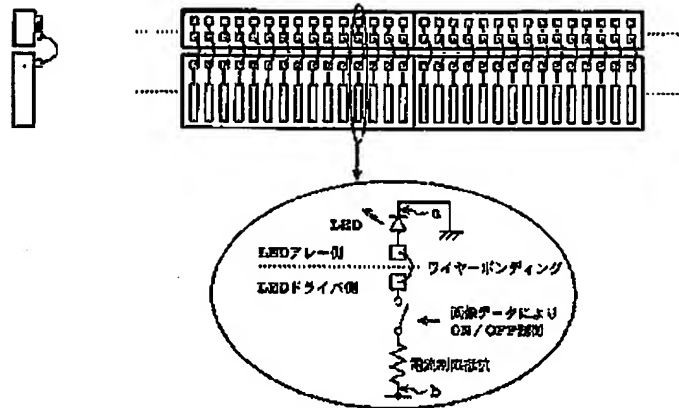 a
LED
LEDアレー側
ワイヤーボンディング
LEDドライバ側
画像データにより
ON/OFF制御
電流制限抵抗
b